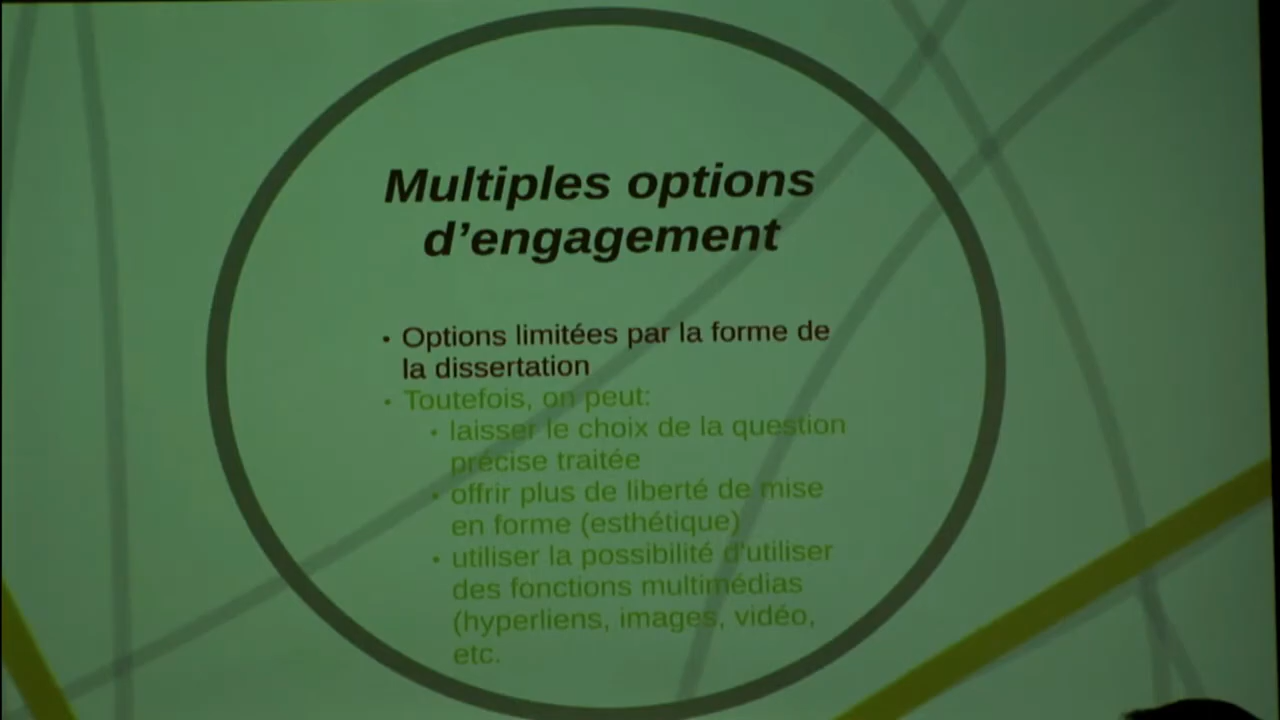 Multiples options
d’engagement
• Options limitées par la forme de
la dissertation
• Toutefois, on peut:
• laisser le choix de la question
précise traitée
• offrir plus de liberté de mise
en forme (esthétique)
• utiliser la possibilité d'utiliser
des fonctions multimédias
(hyperliens, images, vidéo,
etc.